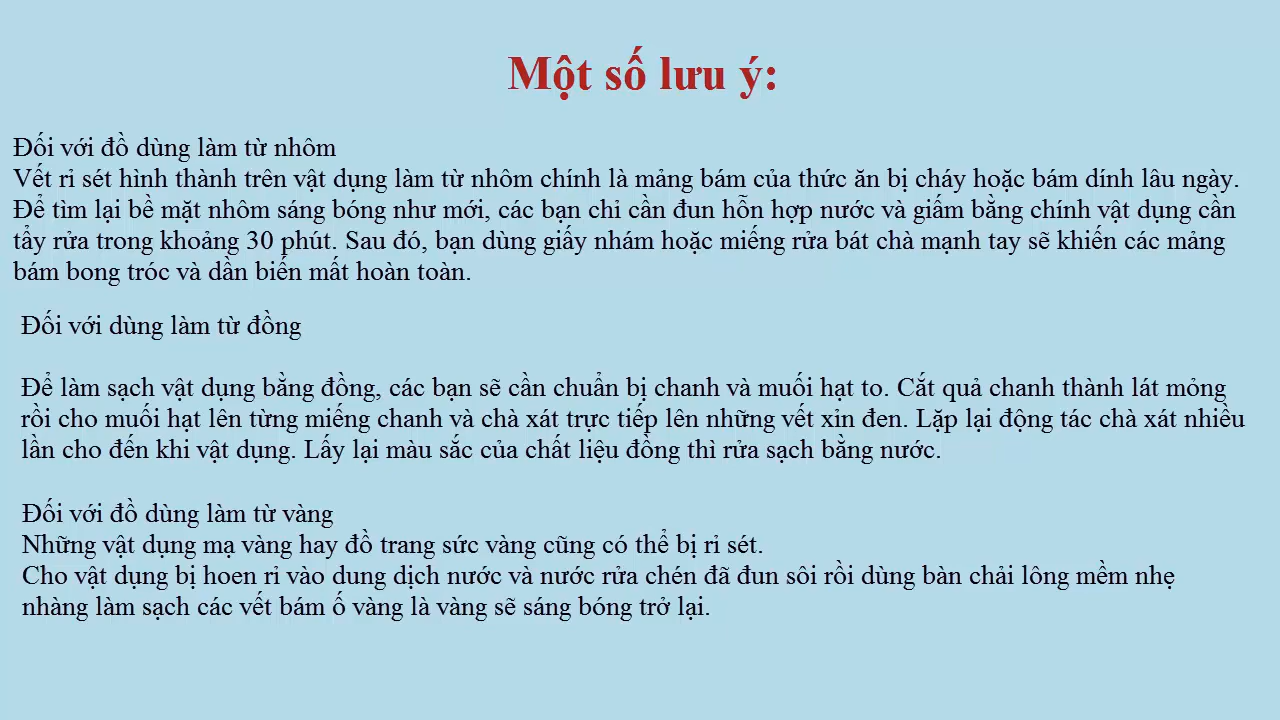 Một số lưu ý:
Đối với đồ dùng làm từ nhôm
Vết rỉ sét hình thành trên vật dụng làm từ nhôm chính là mảng bám của thức ăn bị cháy hoặc bám dính lâu ngày.
Để tìm lại bề mặt nhôm sáng bóng như mới, các bạn chỉ cần đun hỗn hợp nước và giấm bằng chính vật dụng cần
tẩy rửa trong khoảng 30 phút. Sau đó, bạn dùng giấy nhám hoặc miếng rửa bát chà mạnh tay sẽ khiến các mảng
bám bong tróc và dần biến mất hoàn toàn.
Đối với dùng làm từ đồng
Để làm sạch vật dụng bằng đồng, các bạn sẽ cần chuẩn bị chanh và muối hạt to. Cắt quả chanh thành lát mỏng
rồi cho muối hạt lên từng miếng chanh và chà xát trực tiếp lên những vết xỉn đen. Lặp lại động tác chà xát nhiều
lần cho đến khi vật dụng. Lấy lại màu sắc của chất liệu đồng thì rửa sạch bằng nước.
Đối với đồ dùng làm từ vàng
Những vật dụng mạ vàng hay đồ trang sức vàng cũng có thể bị rỉ sét.
Cho vật dụng bị hoen rỉ vào dung dịch nước và nước rửa chén đã đun sôi rồi dùng bàn chải lông mềm nhẹ
nhàng làm sạch các vết bám ố vàng là vàng sẽ sáng bóng trở lại.